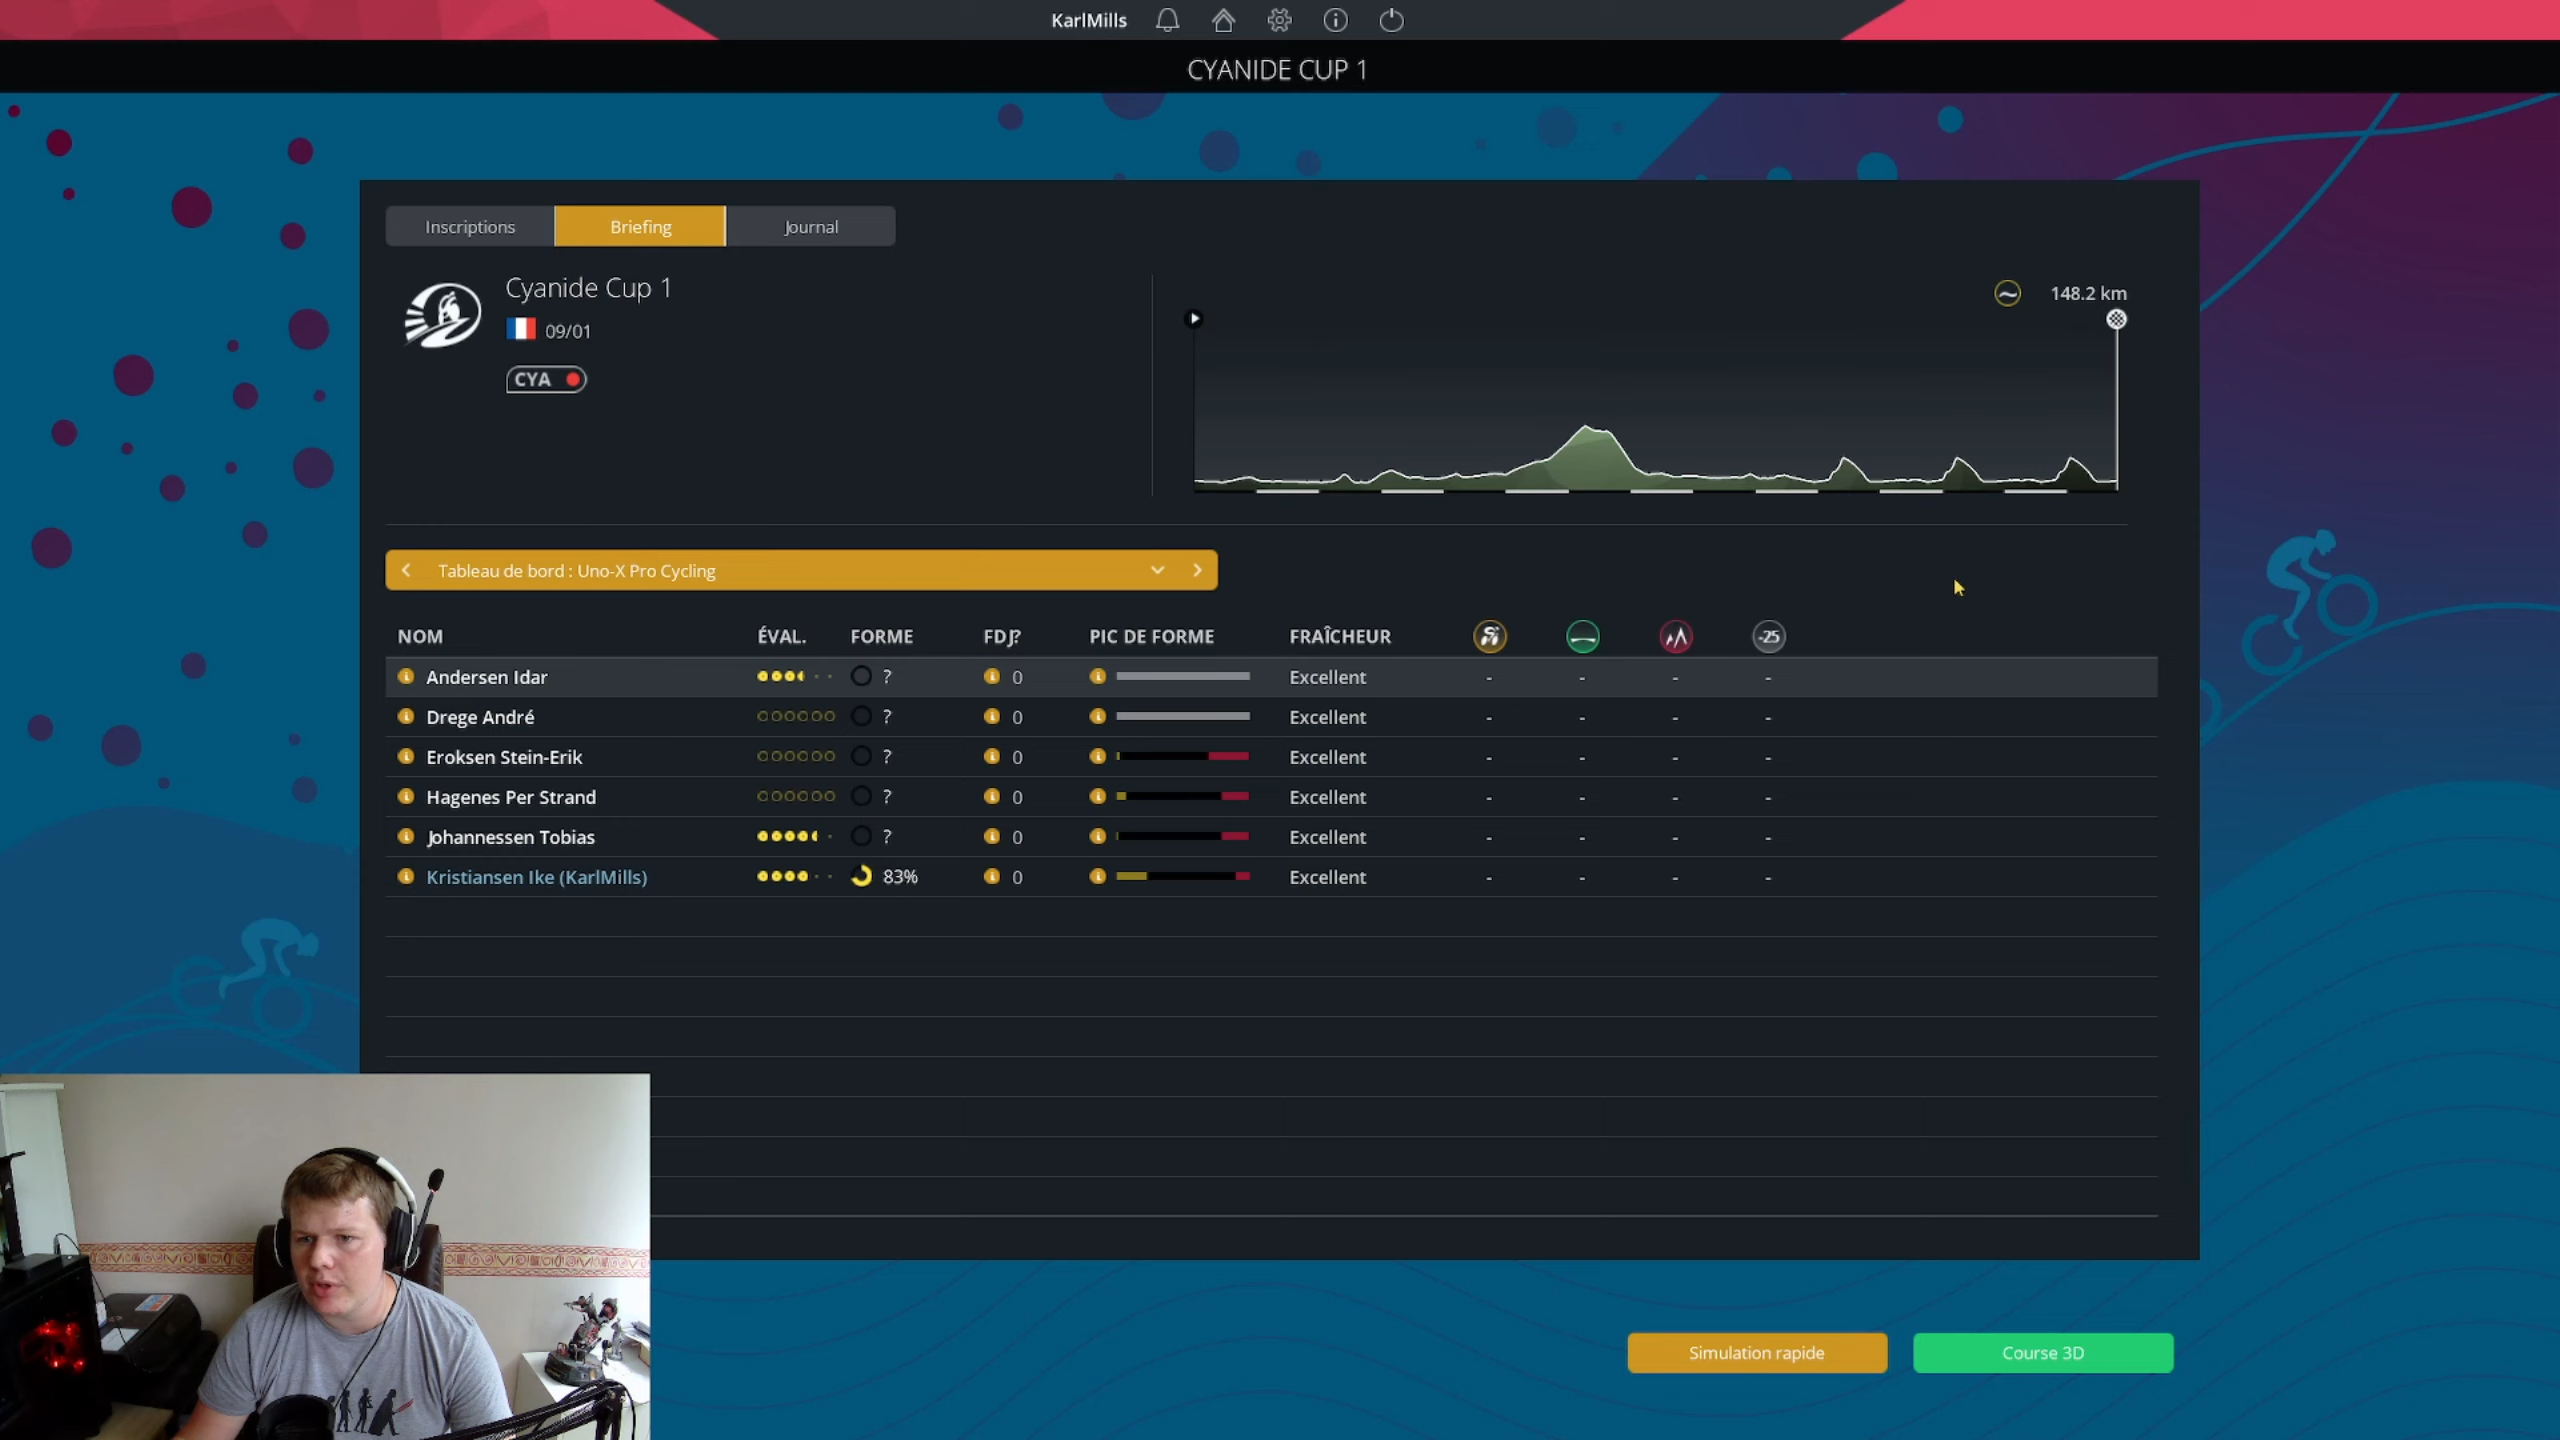 KarlMills
CYANIDE CUP 1
Inscriptions
Briefing
Journal
Cyanide Cup 1
09/01
CYA
148.2 km
Tableau de bord : Uno-X Pro Cycling
NOM ÉVAL. FORME FDJ? PIC DE FORME FRAÎCHEUR -25
Andersen Idar ? 0 Excellent - - - -
Drege André ? 0 Excellent - - - -
Eroksen Stein-Erik ? 0 Excellent - - - -
Hagenes Per Strand ? 0 Excellent - - - -
Johannessen Tobias ? 0 Excellent - - - -
Kristiansen Ike (KarlMills) 83% 0 Excellent - - - -
Simulation rapide
Course 3D